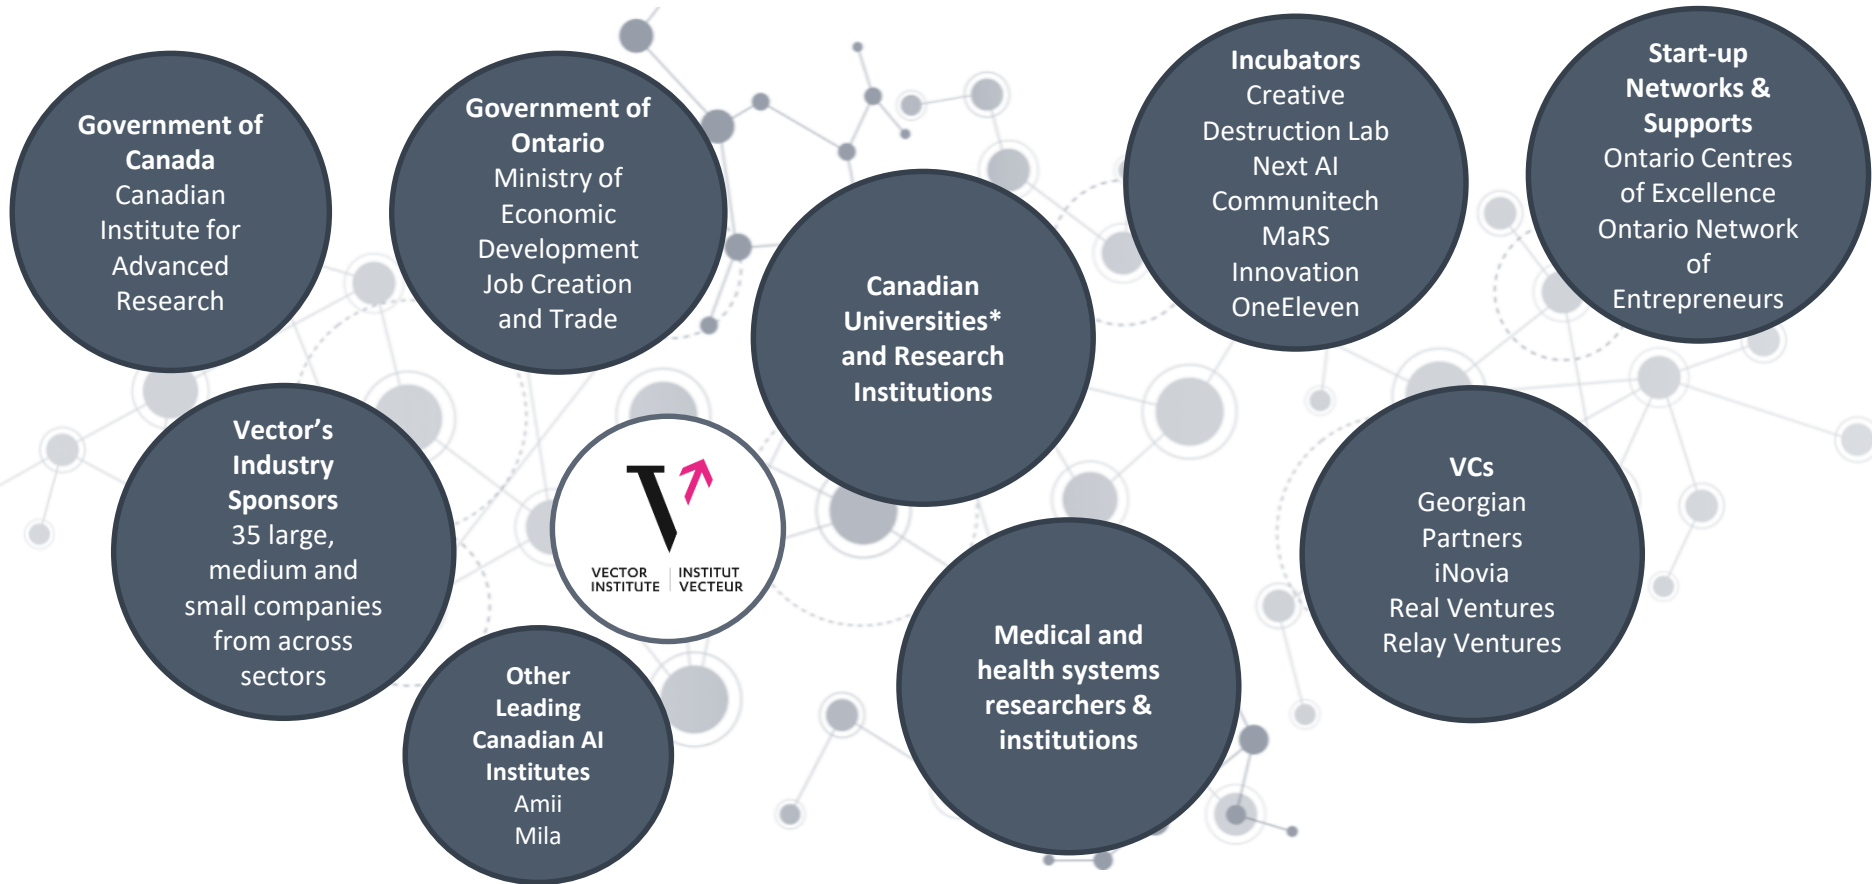 Government of
Canada
Canadian
Institute for
Advanced
Research
Government of
Ontario
Ministry of
Economic
Development
Job Creation
and Trade
Canadian
Universities*
and Research
Institutions
Incubators
Creative
Destruction Lab
Next AI
Communitech
MaRS
Innovation
OneEleven
Start-up
Networks &
Supports
Ontario Centres
of Excellence
Ontario Network
of
Entrepreneurs
Vector’s
Industry
Sponsors
35 large,
medium and
small companies
from across
sectors
VECTOR
INSTITUTE
INSTITUT
VECTEUR
Other
Leading
Canadian AI
Institutes
Amii
Mila
Medical and
health systems
researchers &
institutions
VCs
Georgian
Partners
iNovia
Real Ventures
Relay Ventures